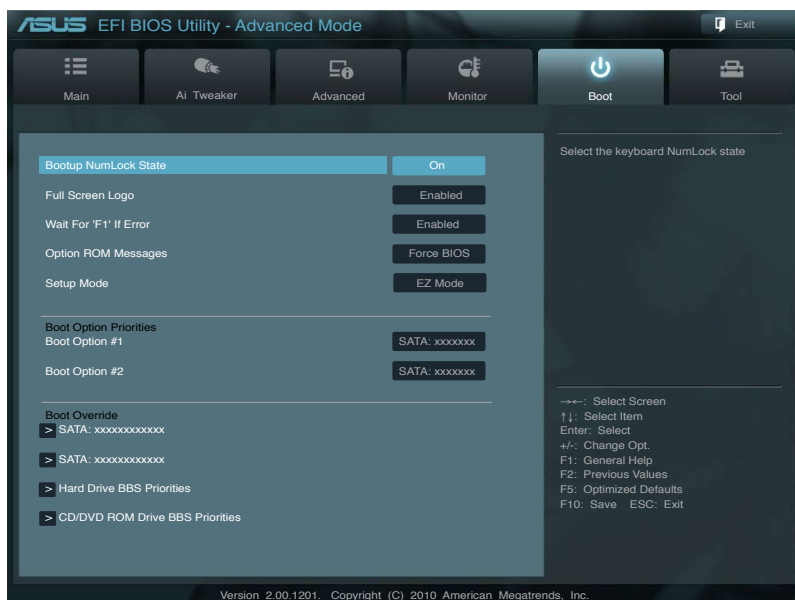 ASUS EFI BIOS Utility - Advanced Mode
Exit
Main Ai Tweaker Advanced Monitor Boot Tool
Bootup NumLock State On
Full Screen Logo Enabled
Wait For 'F1' If Error Enabled
Option ROM Messages Force BIOS
Setup Mode EZ Mode
Boot Option Priorities
Boot Option #1 SATA: xxxxxxx
Boot Option #2 SATA: xxxxxxx
Boot Override
> SATA: xxxxxxxxxxxx
> SATA: xxxxxxxxxxxx
> Hard Drive BBS Priorities
> CD/DVD ROM Drive BBS Priorities
Select the keyboard NumLock state
→←: Select Screen
↑↓: Select Item
Enter: Select
+/-: Change Opt.
F1: General Help
F2: Previous Values
F5: Optimized Defaults
F10: Save ESC: Exit
Version 2.00.1201. Copyright (C) 2010 American Megatrends, Inc.